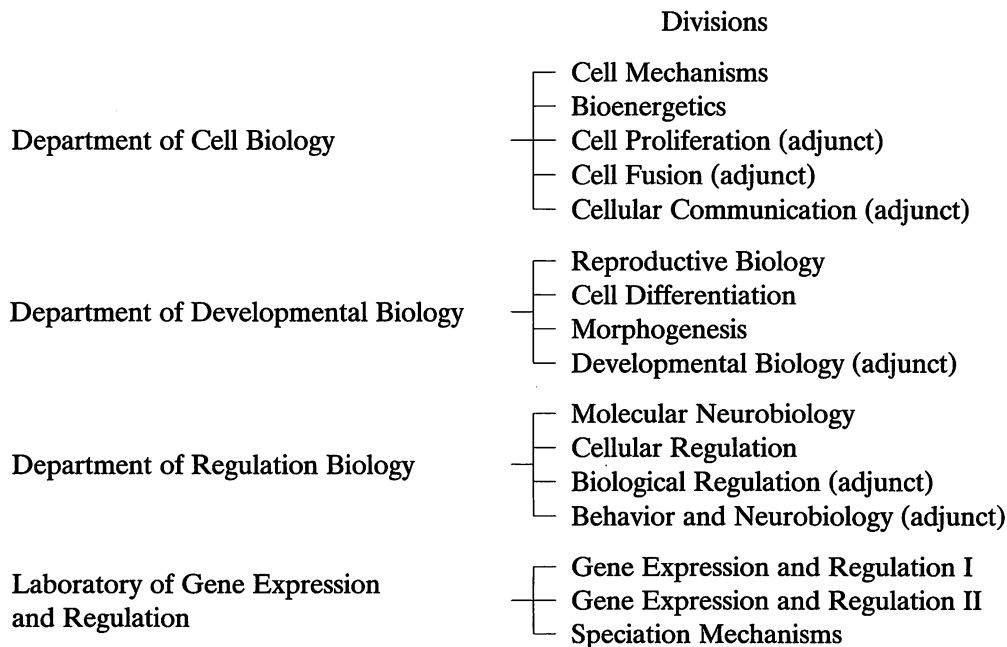 Divisions
Department of Cell Biology
Cell Mechanisms
Bioenergetics
Cell Proliferation (adjunct)
Cell Fusion (adjunct)
Cellular Communication (adjunct)
Department of Developmental Biology
Reproductive Biology
Cell Differentiation
Morphogenesis
Developmental Biology (adjunct)
Department of Regulation Biology
Molecular Neurobiology
Cellular Regulation
Biological Regulation (adjunct)
Behavior and Neurobiology (adjunct)
Laboratory of Gene Expression
and Regulation
Gene Expression and Regulation I
Gene Expression and Regulation II
Speciation Mechanisms